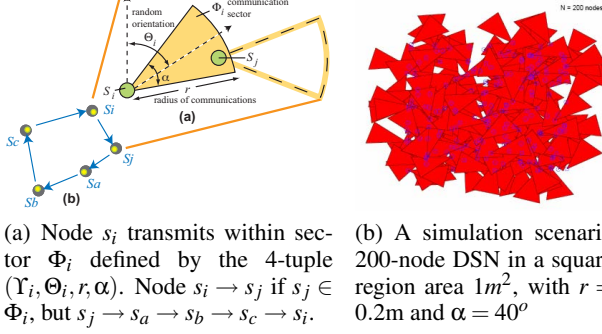 random
orientation
Φi
communication
sector
Θi
α
Sj
Si
r
radius of communications
(a)
Si
Sc
Sj
Sa
Sb
(b)
N = 200 nodes
(a) Node si transmits within sec-
tor Φi defined by the 4-tuple
(ϒi,Θi,r,α). Node si → sj if sj ∈
Φi, but sj → sa → sb → sc → si.
(b) A simulation scenari
200-node DSN in a squar
region area 1m², with r =
0.2m and α = 40ᵒ